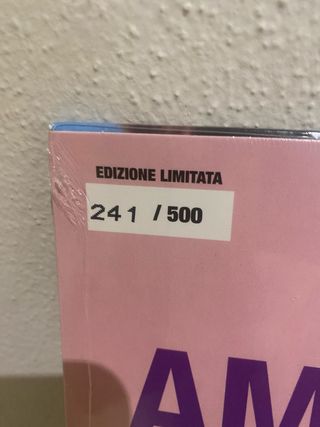 EDIZIONE LIMITATA
241 / 500
AM